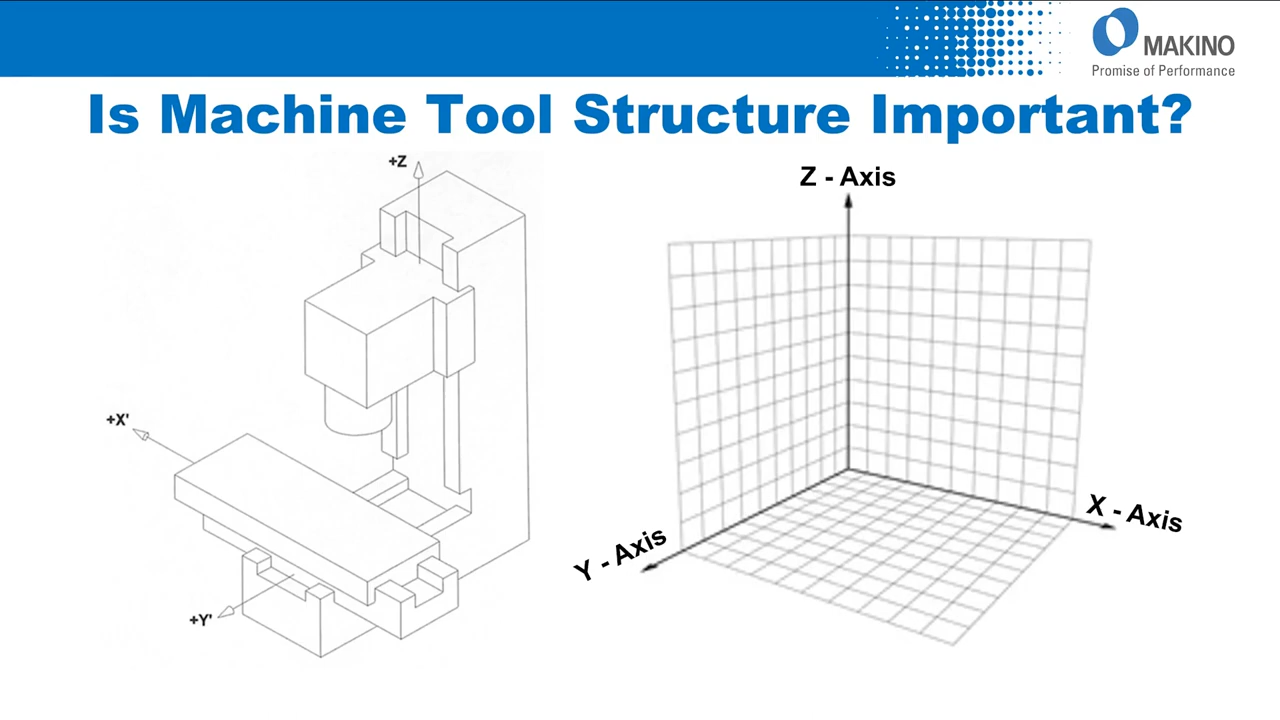 MAKINO
Promise of Performance
Is Machine Tool Structure Important?
+Z
+X'
+Y'
Z - Axis
X - Axis
Y - Axis